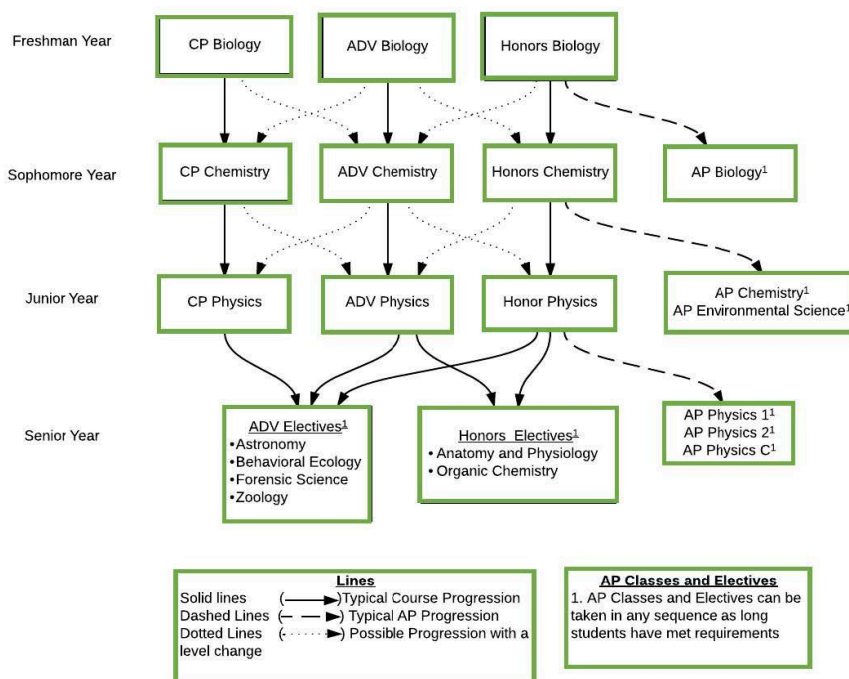 Freshman Year
CP Biology
ADV Biology
Honors Biology
Sophomore Year
CP Chemistry
ADV Chemistry
Honors Chemistry
AP Biology¹
Junior Year
CP Physics
ADV Physics
Honor Physics
AP Chemistry¹
AP Environmental Science¹
Senior Year
ADV Electives¹
•Astronomy
•Behavioral Ecology
•Forensic Science
•Zoology
Honors Electives¹
•Anatomy and Physiology
•Organic Chemistry
AP Physics 1¹
AP Physics 2¹
AP Physics C¹
Lines
Solid lines ( )Typical Course Progression
Dashed Lines ( ) Typical AP Progression
Dotted Lines ( ) Possible Progression with a
level change
AP Classes and Electives
1. AP Classes and Electives can be
taken in any sequence as long
students have met requirements